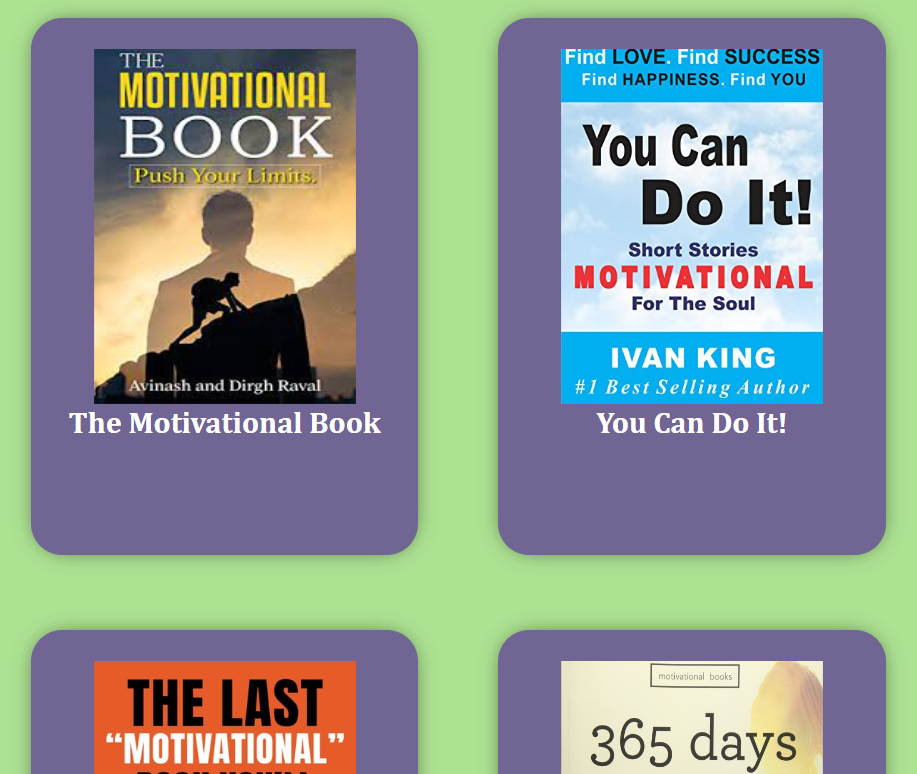 THE
MOTIVATIONAL
BOOK
Push Your Limits.
Avinash and Dirgh Raval
The Motivational Book
Find LOVE. Find SUCCESS
Find HAPPINESS. Find YOU
You Can
Do It!
Short Stories
MOTIVATIONAL
For The Soul
IVAN KING
#1 Best Selling Author
You Can Do It!
THE LAST
“MOTIVATIONAL”
motivational books
365 days